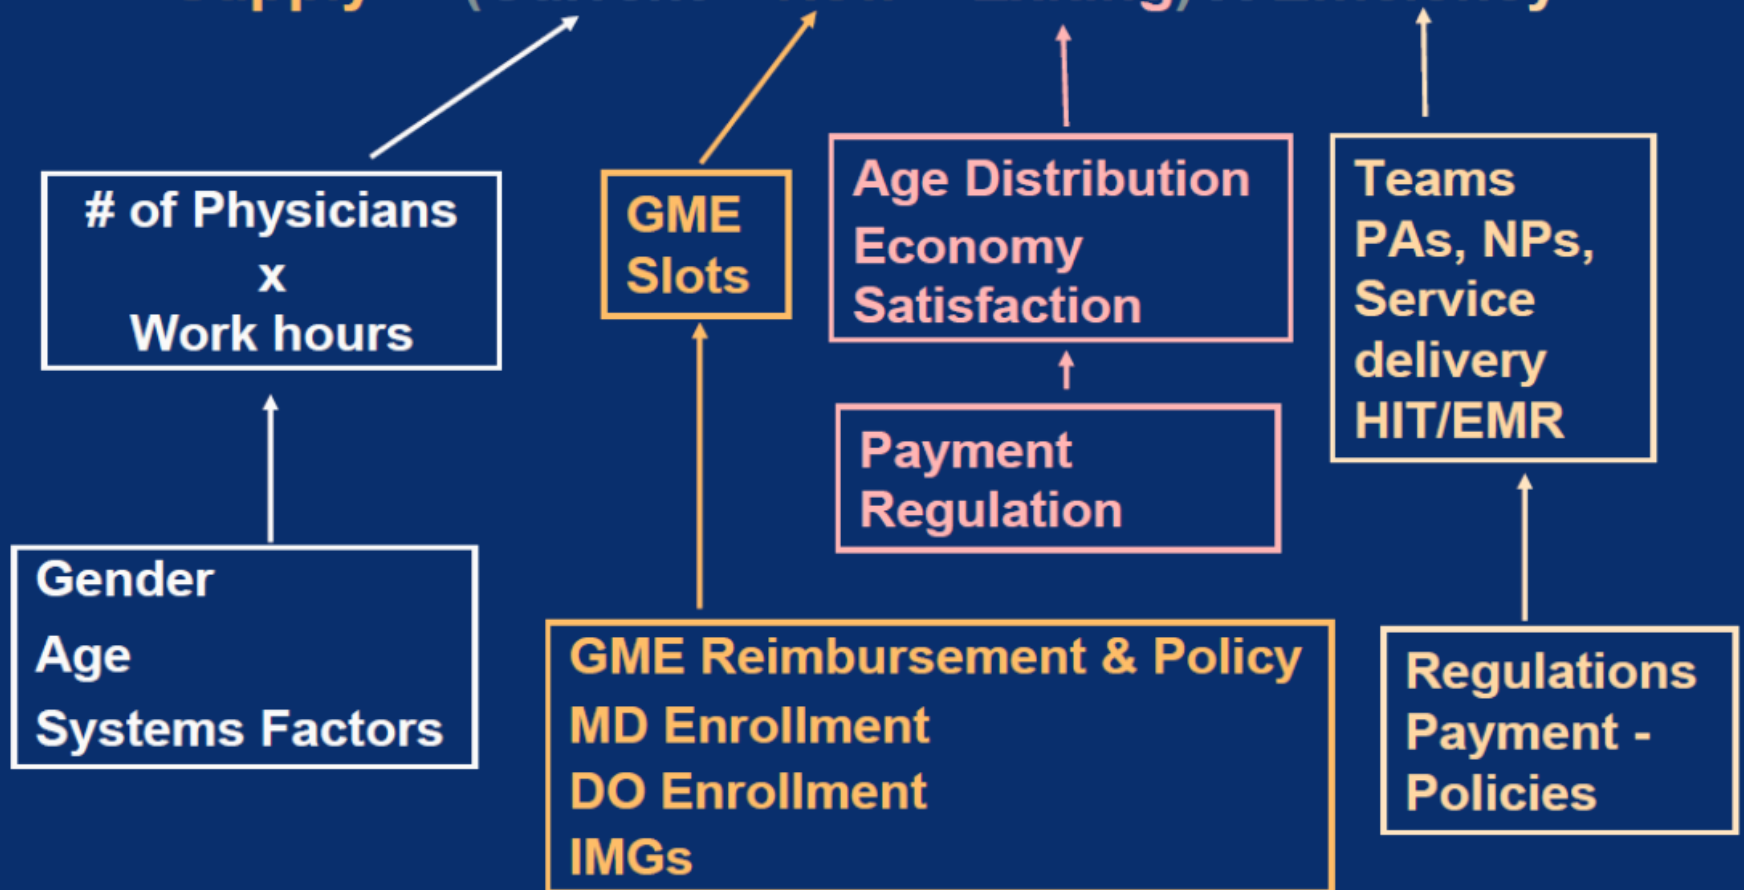 # of Physicians
x
Work hours
GME
Slots
Age Distribution
Economy
Satisfaction
Teams
PAs, NPs,
Service
delivery
HIT/EMR
Payment
Regulation
Gender
Age
Systems Factors
GME Reimbursement & Policy
MD Enrollment
DO Enrollment
IMGs
Regulations
Payment -
Policies